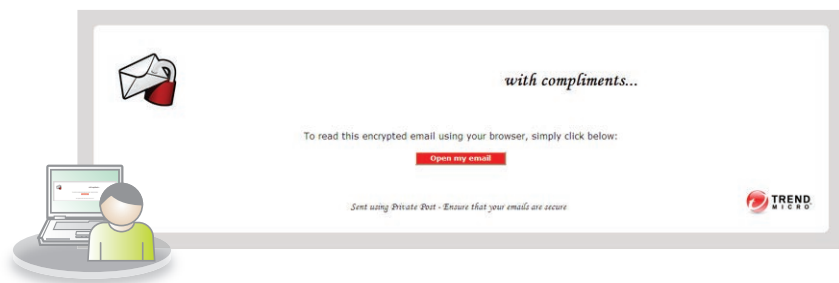 with compliments...
To read this encrypted email using your browser, simply click below:
Open my email
Sent using Private Post - Ensure that your emails are secure
TREND
MICRO